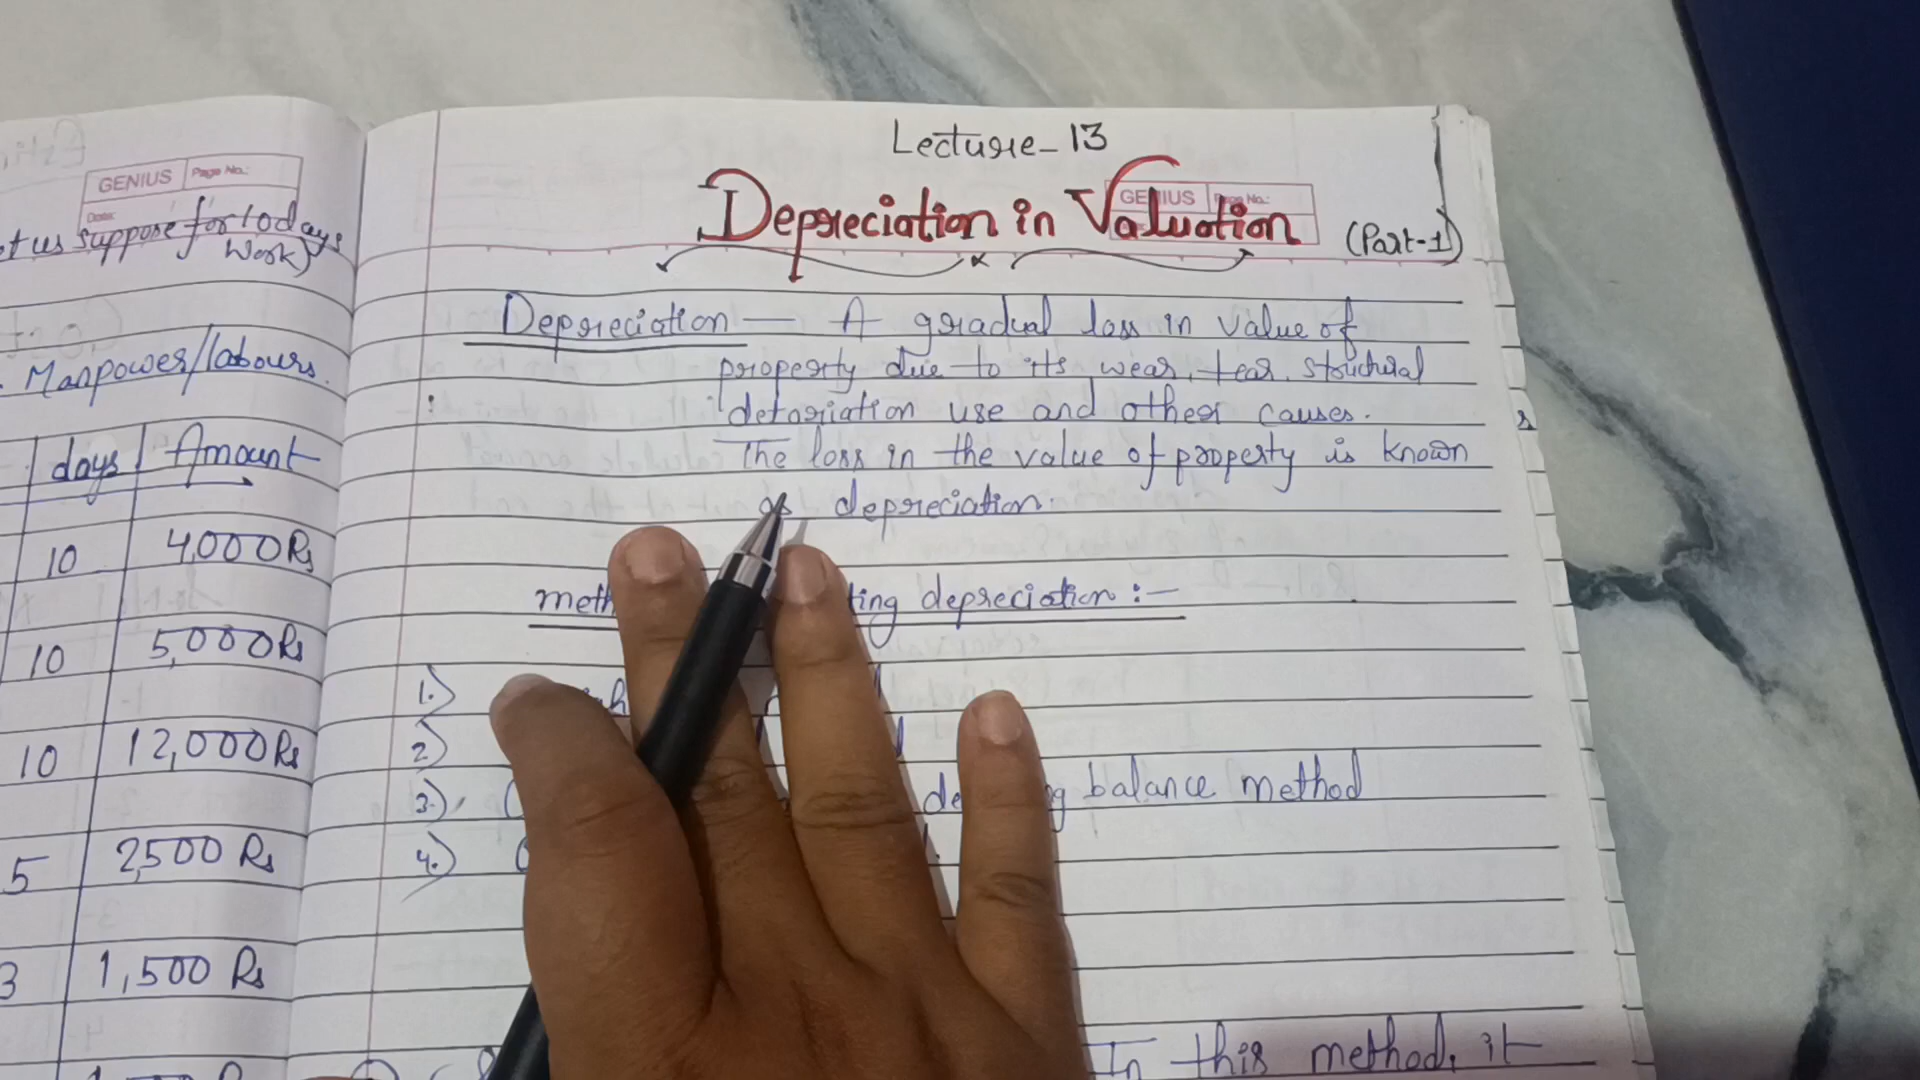 GENIUS Page No.:
Date:
et us suppose for 10 days
work)
Manpower/labours.
days Amount
10 4,000 Rs
10 5,000 Rs
10 12,000 Rs
5 2,500 Rs
3 1,500 Rs
Lecture-13
GENIUS Page No.:
Depreciation in Valuation (Part-1)
Depreciation — A gradual loss in value of
property due to its wear, tear, structural
detoriation use and other causes.
The loss in the value of property is known
as depreciation.
depreciation :-
1.)
2)
3.) balance method
4.)
In this method, it